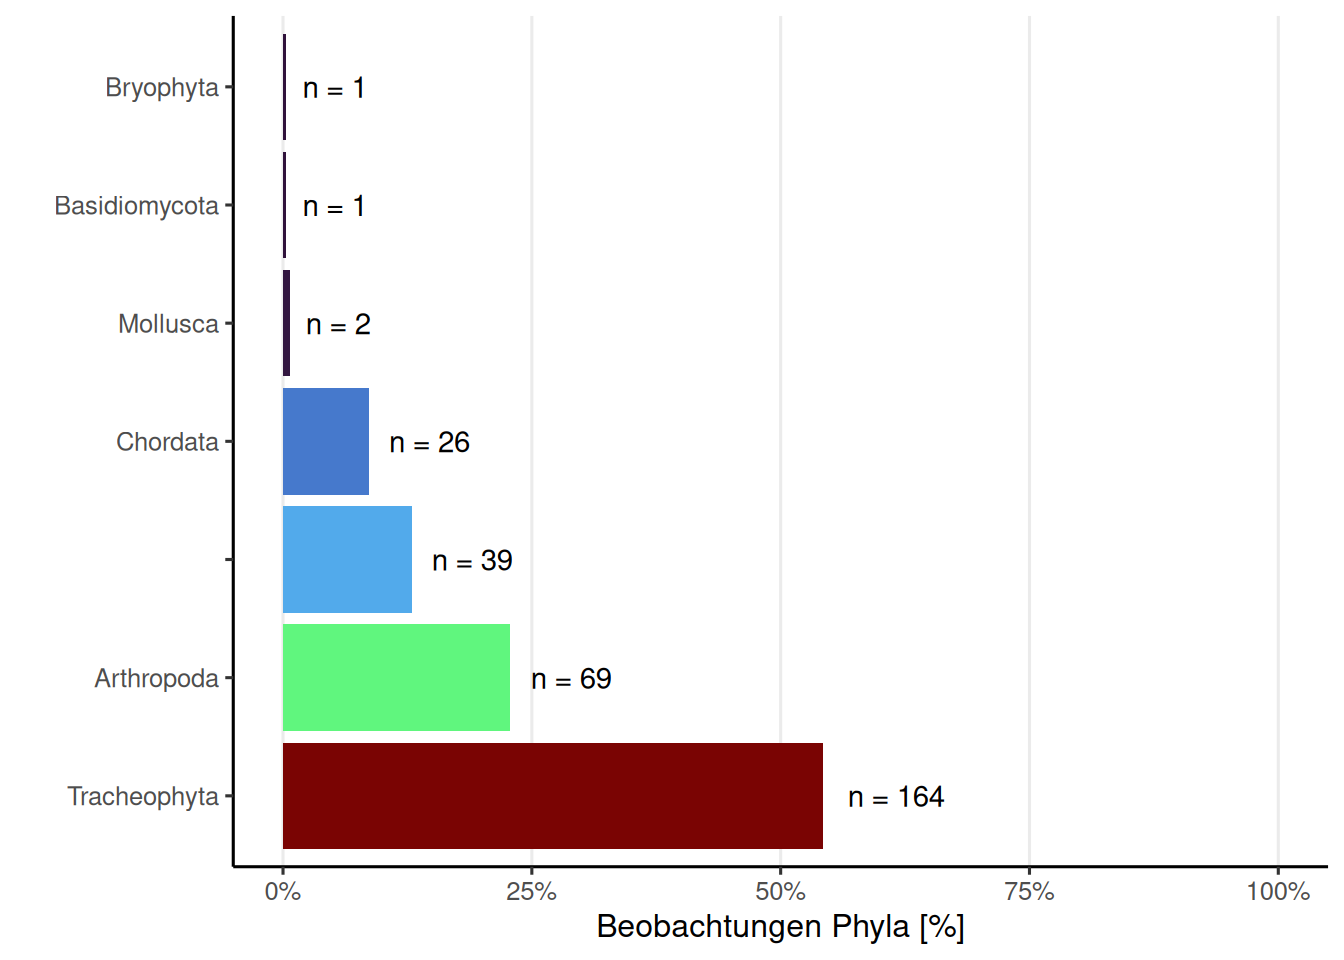 Bryophyta n = 1
Basidiomycota n = 1
Mollusca n = 2
Chordata n = 26
n = 39
Arthropoda n = 69
Tracheophyta n = 164
0% 25% 50% 75% 100%
Beobachtungen Phyla [%]